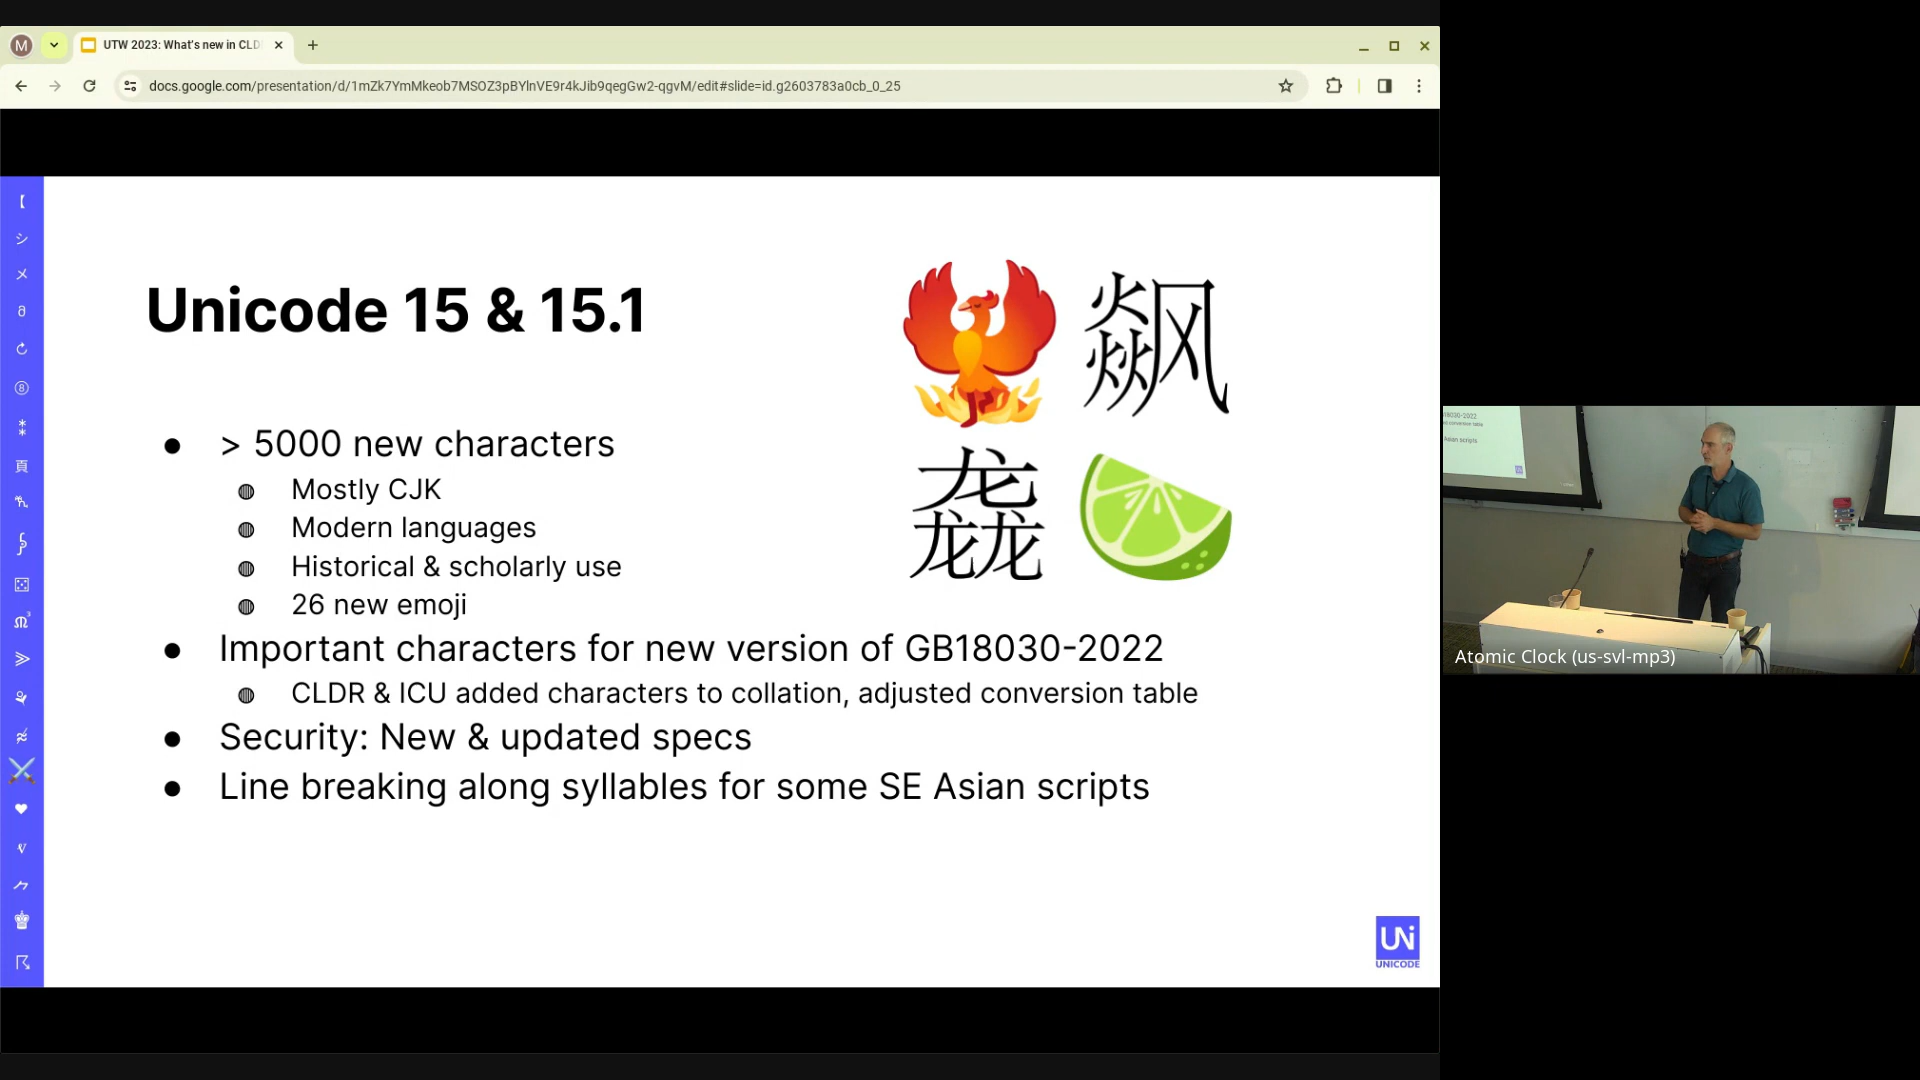 M
UTW 2023: What's new in CLD
docs.google.com/presentation/d/1mZk7YmMkeob7MSOZ3pBYlnVE9r4kJib9qegGw2-qgvM/edit#slide=id.g2603783a0cb_0_25
Unicode 15 & 15.1
● > 5000 new characters
◍ Mostly CJK
◍ Modern languages
◍ Historical & scholarly use
◍ 26 new emoji
● Important characters for new version of GB18030-2022
◍ CLDR & ICU added characters to collation, adjusted conversion table
● Security: New & updated specs
● Line breaking along syllables for some SE Asian scripts
UNi
UNICODE
Atomic Clock (us-svl-mp3)